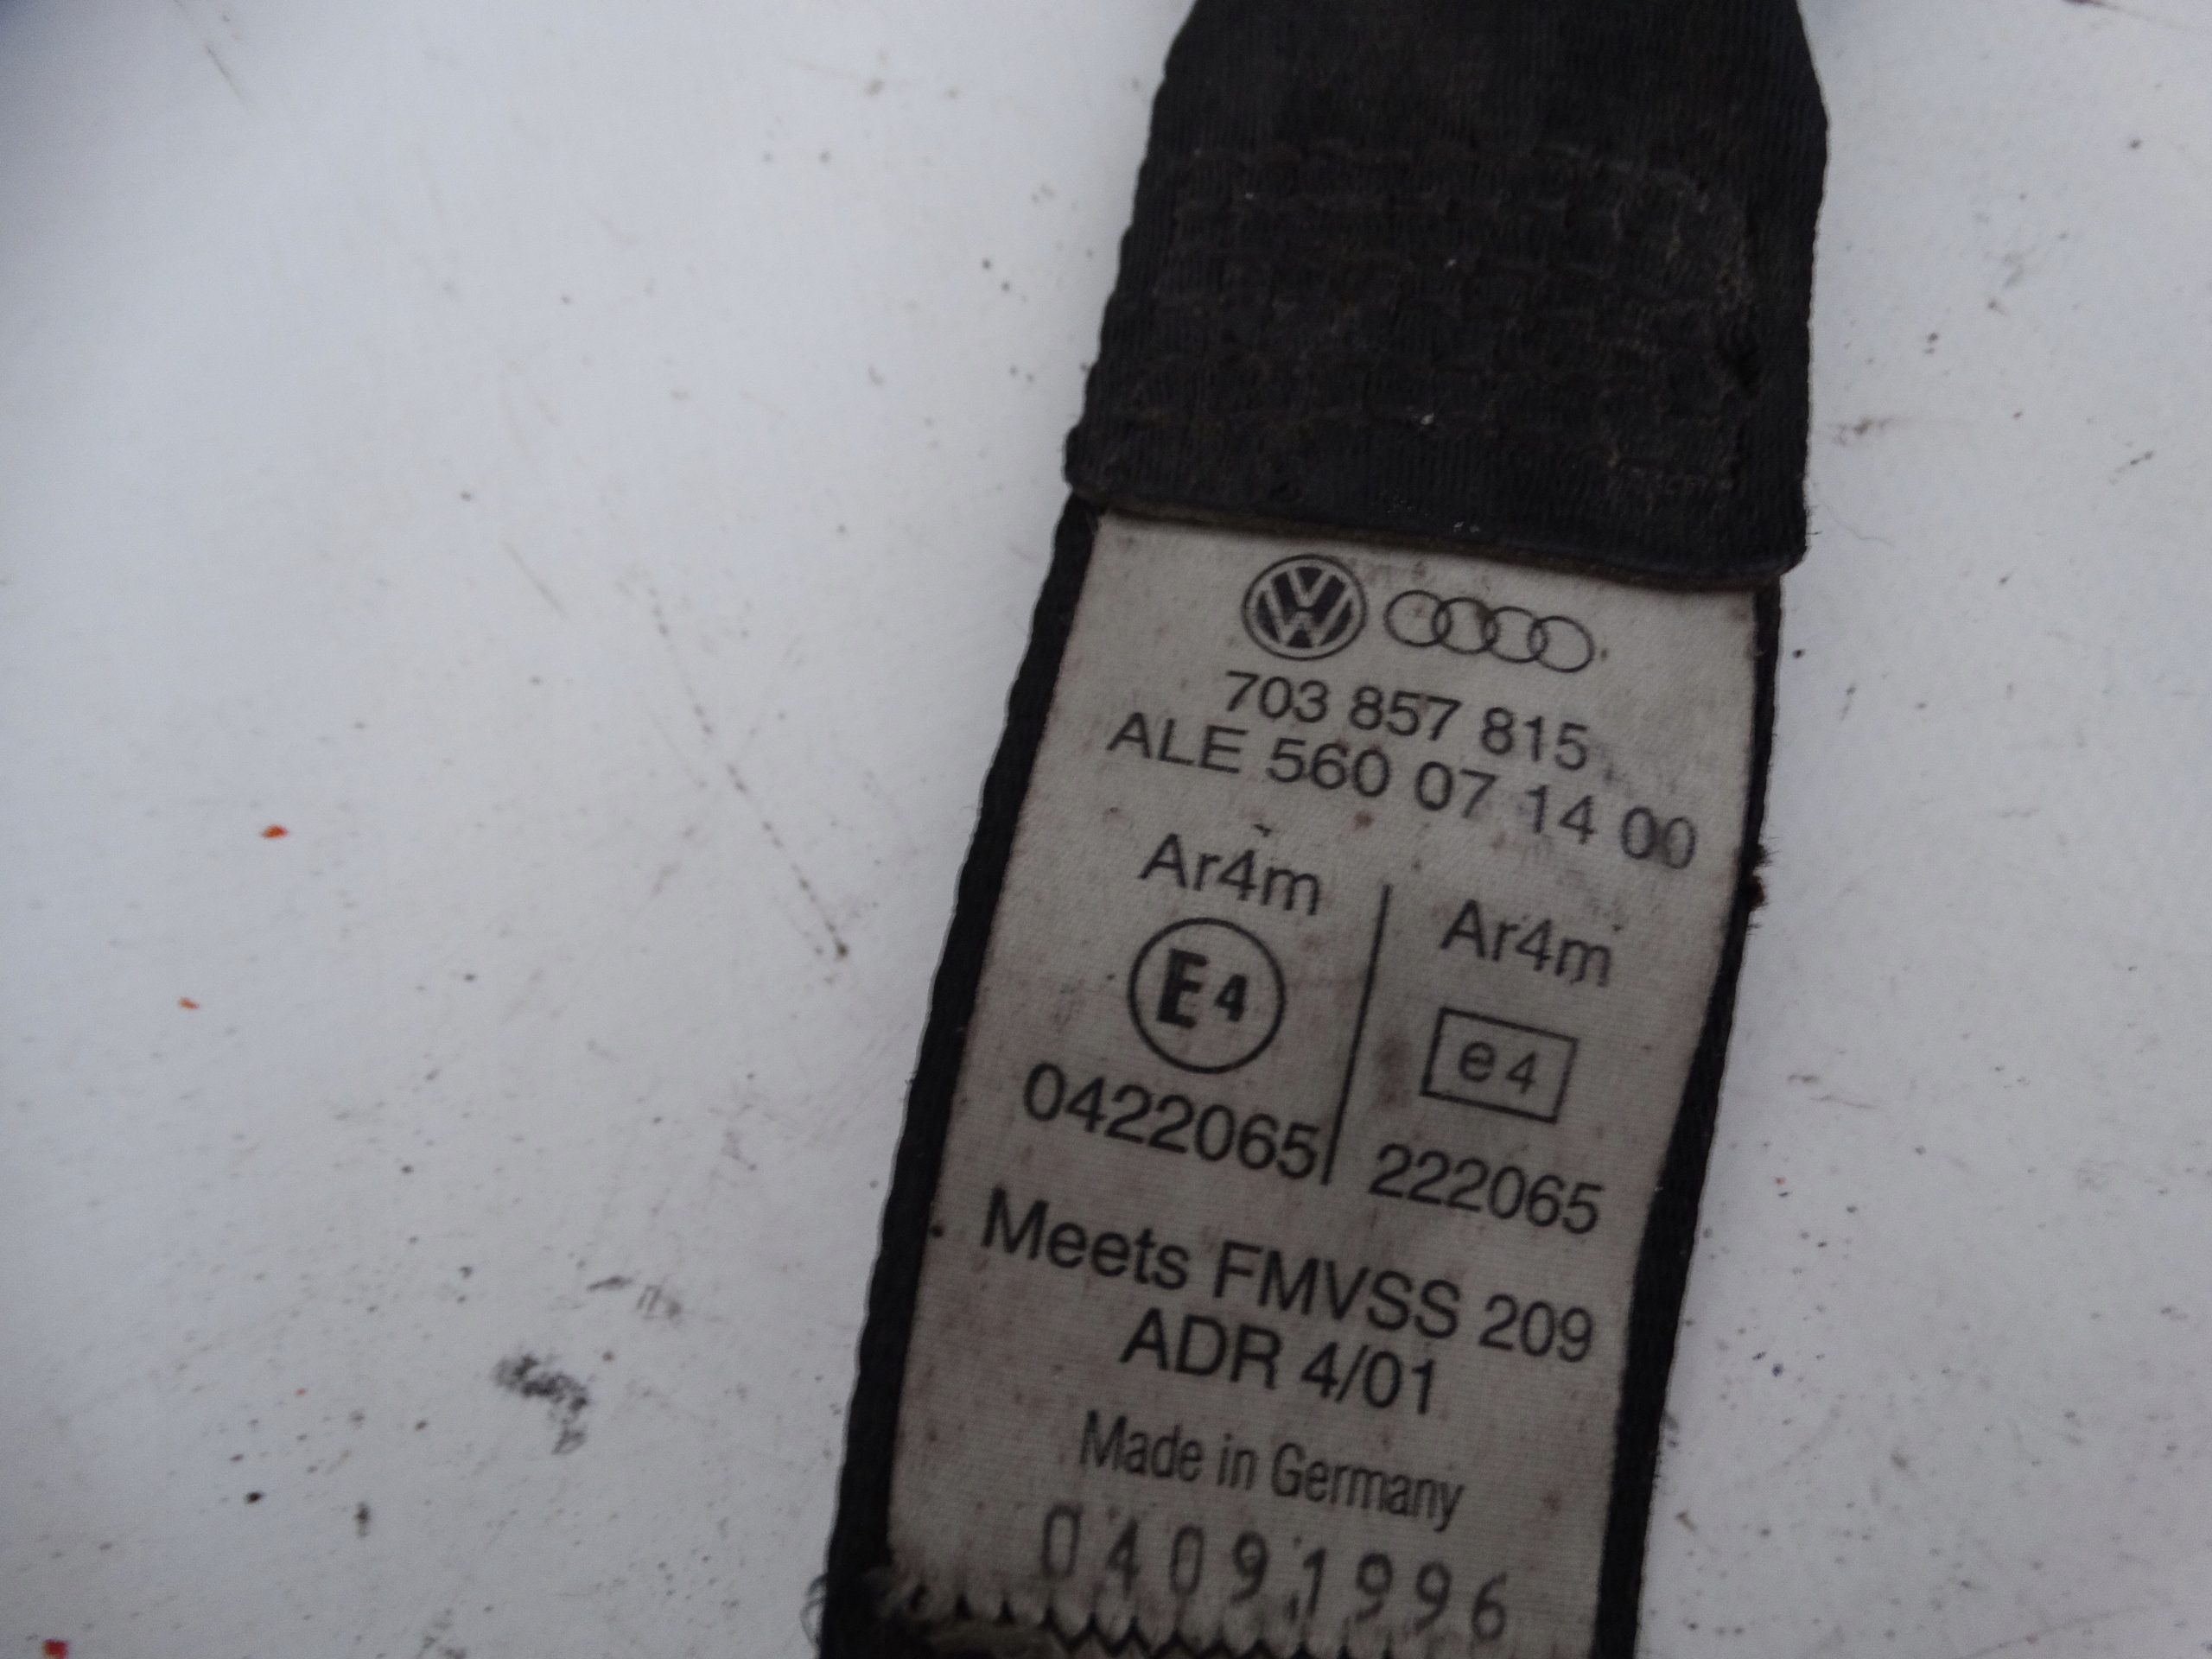 VW
703 857 815
ALE 560 07 14 00
Ar4m Ar4m
E4 e4
0422065 222065
Meets FMVSS 209
ADR 4/01
Made in Germany
04091996